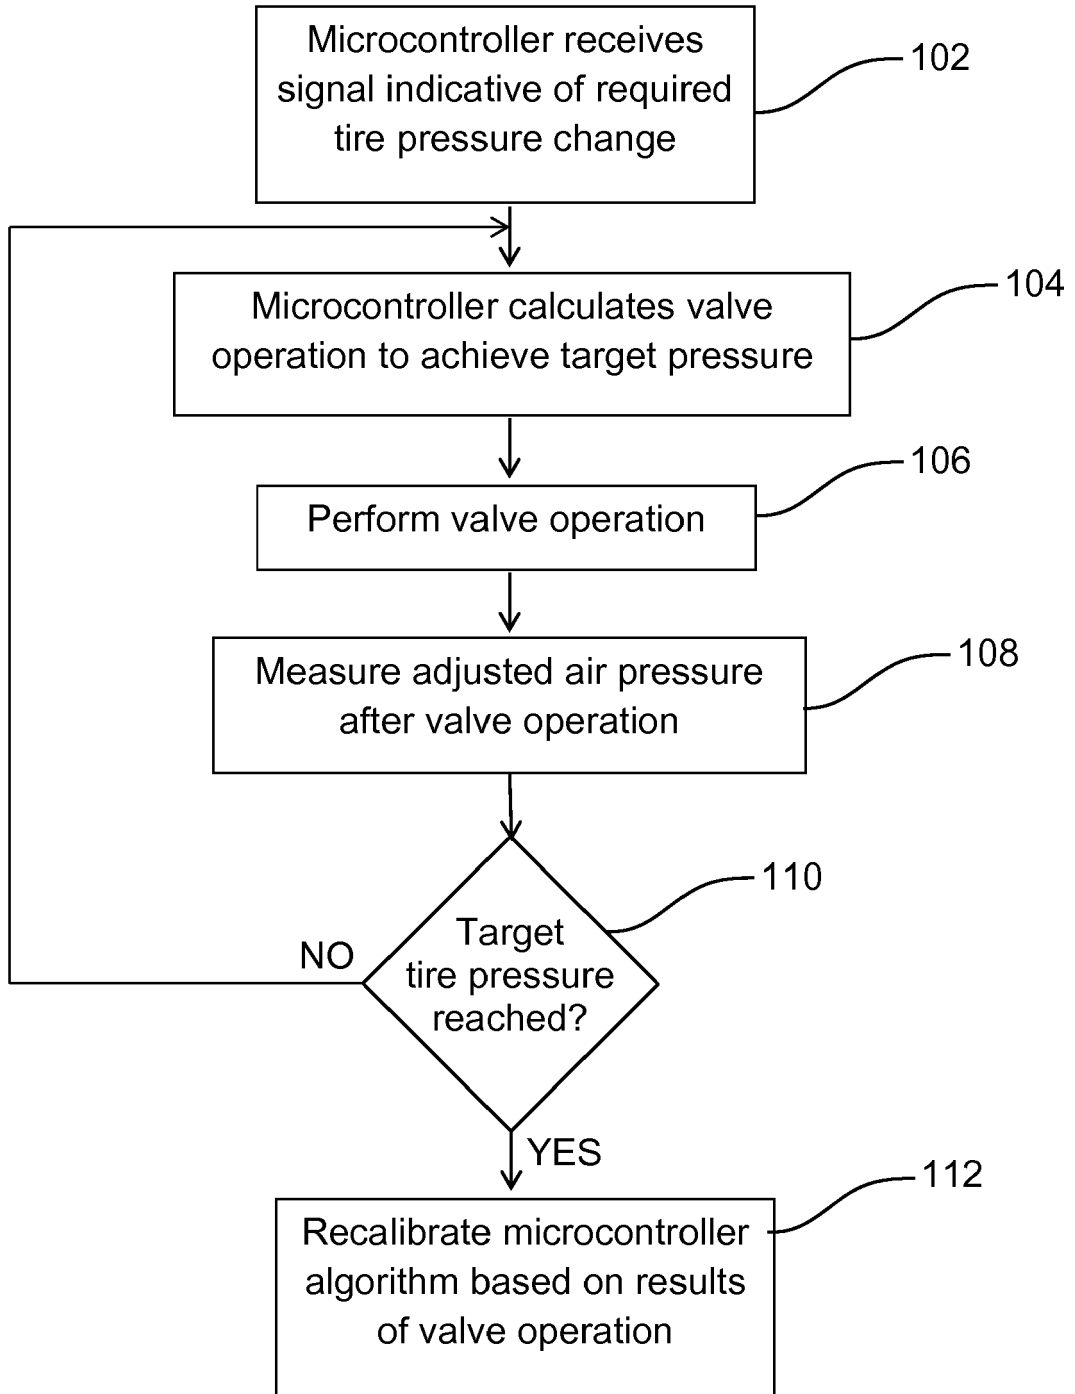 Microcontroller receives
signal indicative of required
tire pressure change
102
Microcontroller calculates valve
operation to achieve target pressure
104
Perform valve operation
106
Measure adjusted air pressure
after valve operation
108
Target
tire pressure
reached?
110
NO
YES
Recalibrate microcontroller
algorithm based on results
of valve operation
112